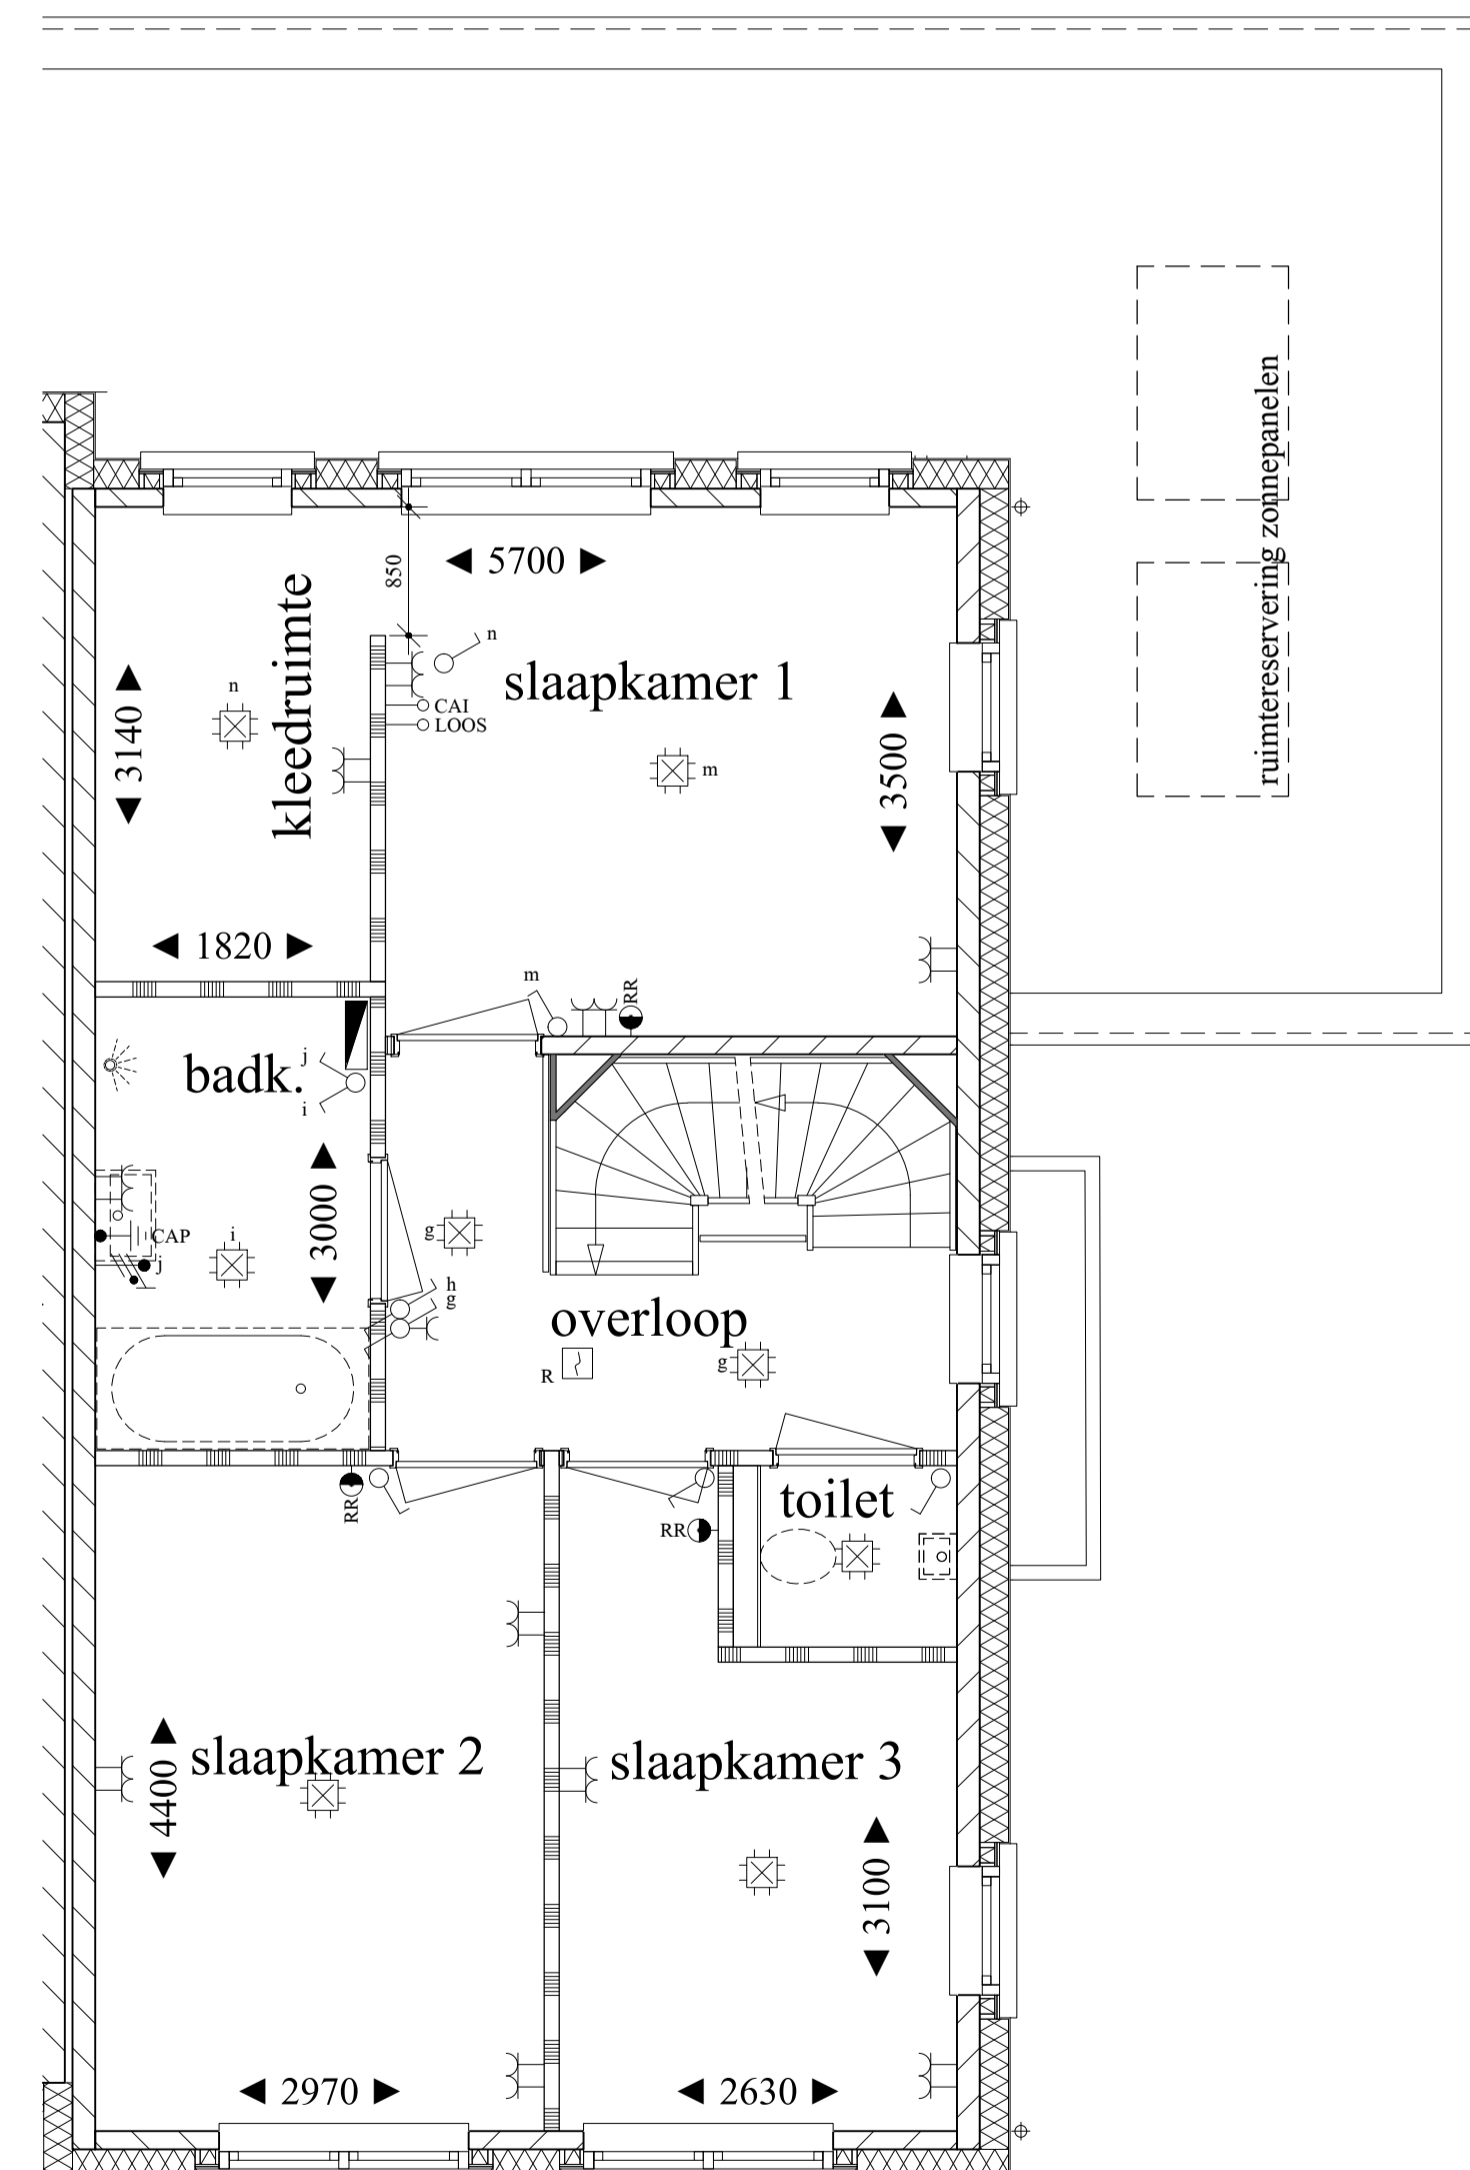 ruimtereservering zonnepanelen
850
5700
kleedruimte
n
slaapkamer 1
n
CAI
LOOS
3140
3500
m
1820
m
RR
badk.
j
i
3000
CAP
i
j
g
h
g
overloop
R
g
RR
RR
toilet
slaapkamer 2
4400
slaapkamer 3
3100
2970
2630